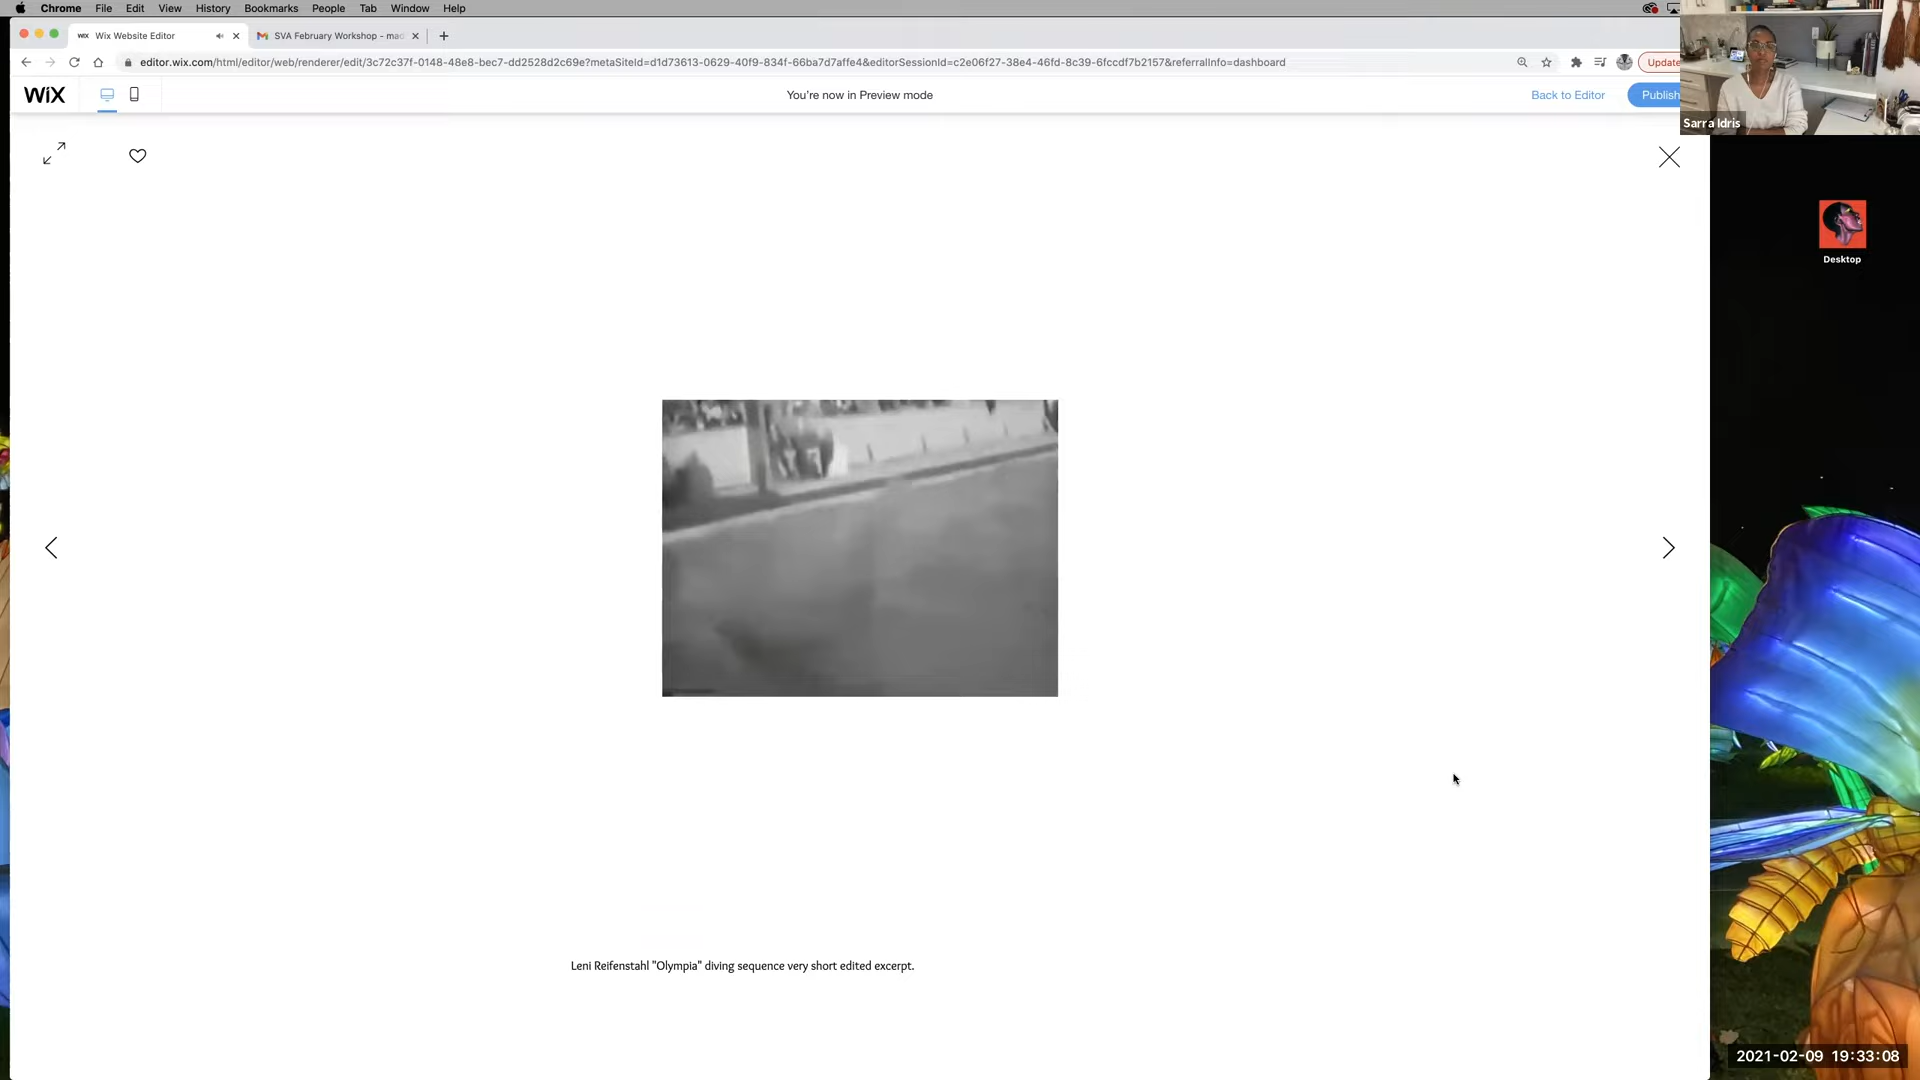 Chrome File Edit View History Bookmarks People Tab Window Help
WiX Wix Website Editor
SVA February Workshop - mad
editor.wix.com/html/editor/web/renderer/edit/3c72c37f-0148-48e8-bec7-dd2528d2c69e?metaSiteId=d1d73613-0629-40f9-834f-66ba7d7affe4&editorSessionId=c2e06f27-38e4-46fd-8c39-6fccdf7b2157&referralInfo=dashboard
Update
WiX
You're now in Preview mode
Back to Editor
Publish
Sarra Idris
Desktop
Leni Reifenstahl "Olympia" diving sequence very short edited excerpt.
2021-02-09 19:33:08